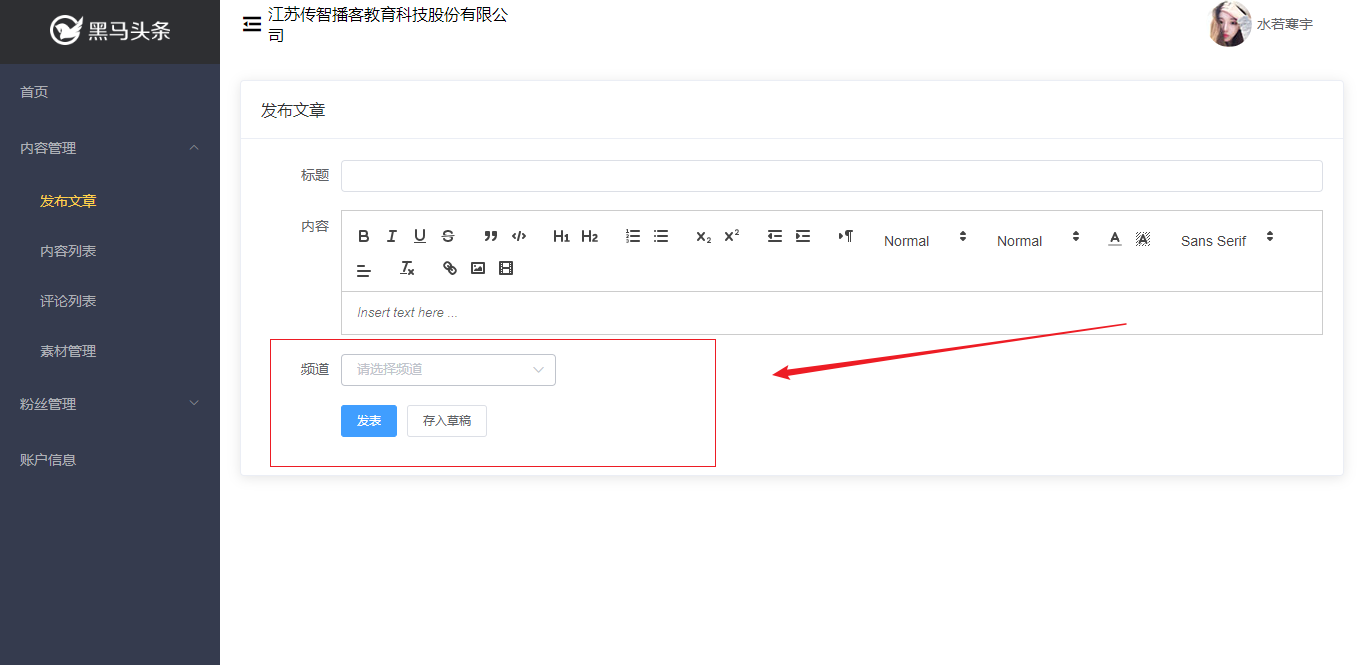 黑马头条
江苏传智播客教育科技股份有限公
司
水若寒宇
首页
内容管理
发布文章
内容列表
评论列表
素材管理
粉丝管理
账户信息
发布文章
标题
内容
B I U S H1 H2 X2 X2 Normal Normal A A Sans Serif
Tx
Insert text here ...
频道 请选择频道
发表 存入草稿